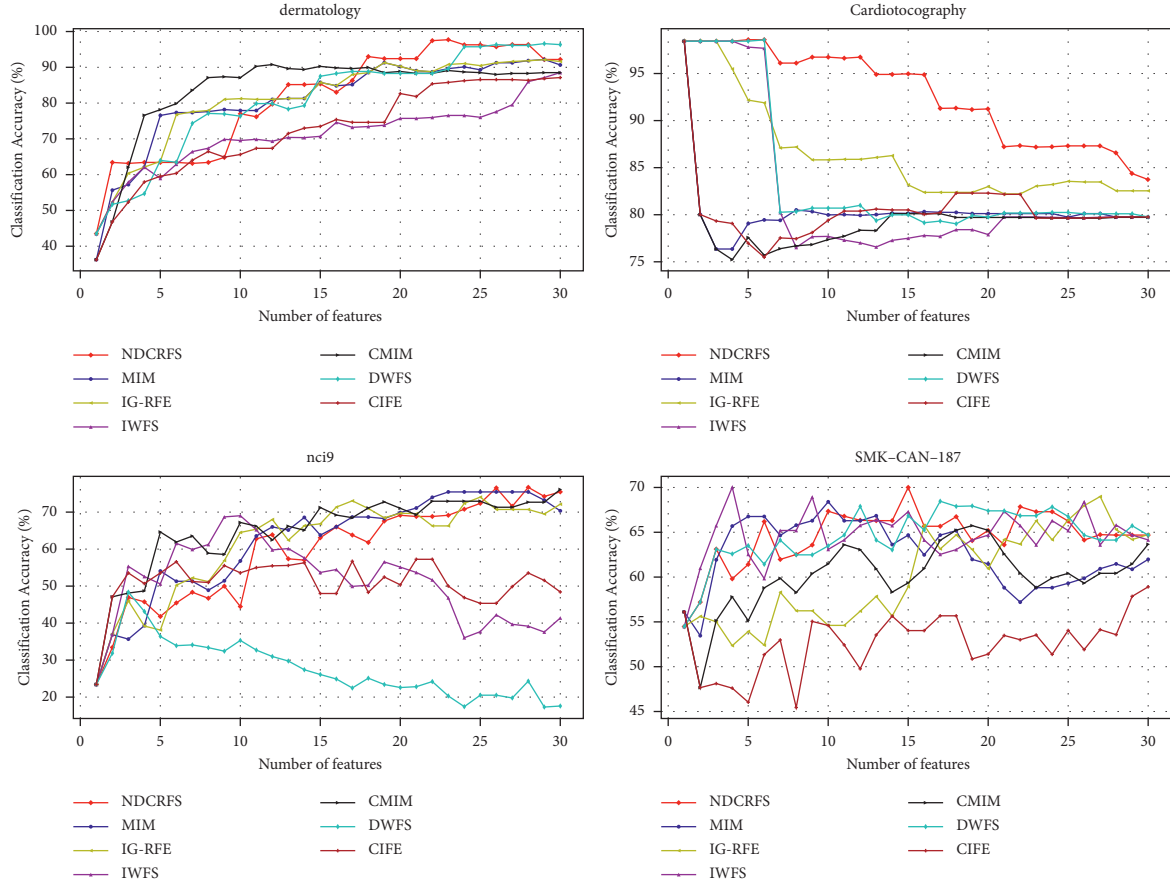 dermatology
Classification Accuracy (%)
100
90
80
70
60
50
40
0 5 10 15 20 25 30
Number of features
NDCRFS
MIM
IG-RFE
IWFS
CMIM
DWFS
CIFE
Cardiotocography
Classification Accuracy (%)
95
90
85
80
75
0 5 10 15 20 25 30
Number of features
NDCRFS
MIM
IG-RFE
IWFS
CMIM
DWFS
CIFE
nci9
Classification Accuracy (%)
70
60
50
40
30
20
0 5 10 15 20 25 30
Number of features
NDCRFS
MIM
IG-RFE
IWFS
CMIM
DWFS
CIFE
SMK–CAN–187
Classification Accuracy (%)
70
65
60
55
50
45
0 5 10 15 20 25 30
Number of features
NDCRFS
MIM
IG-RFE
IWFS
CMIM
DWFS
CIFE